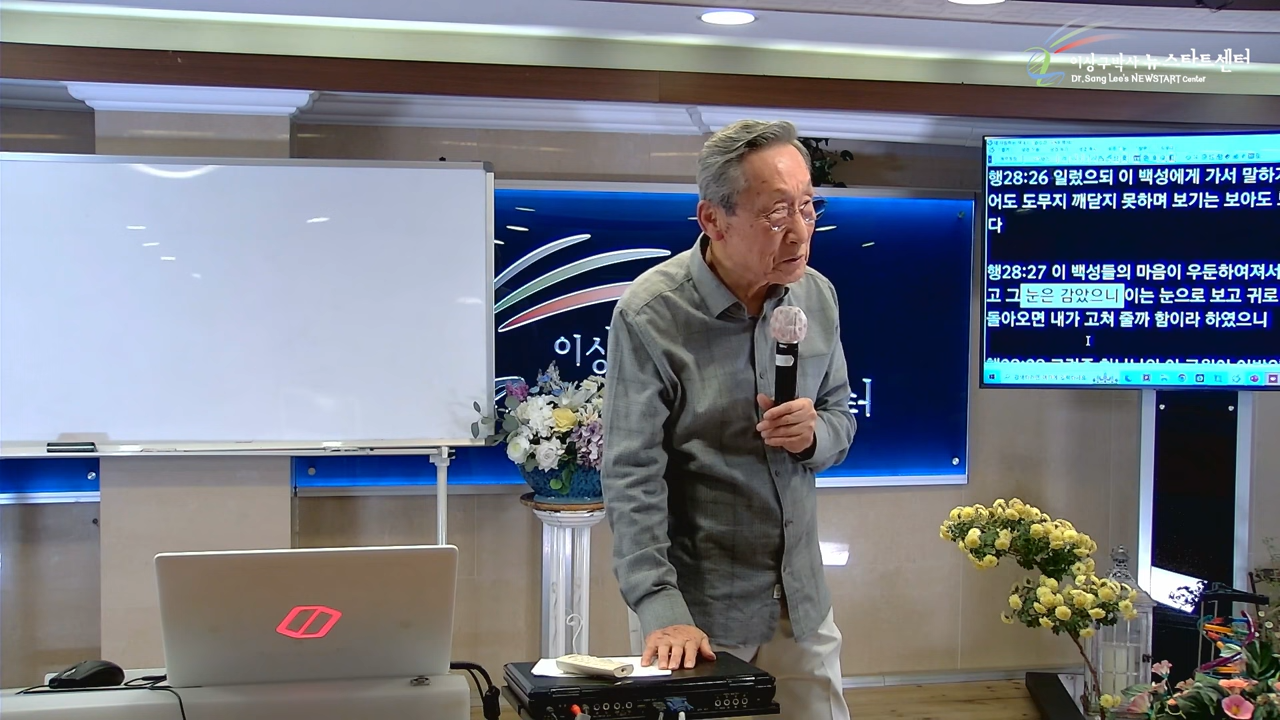 이상구박사 뉴스타트센터
Dr. Sang Lee's NEWSTART Center
행28:26 일렀으되 이 백성에게 가서 말하기
어도 도무지 깨닫지 못하며 보기는 보아도
다
행28:27 이 백성들의 마음이 우둔하여져서
고 그 눈은 감았으니 이는 눈으로 보고 귀로
돌아오면 내가 고쳐 줄까 함이라 하였으니
이상
터